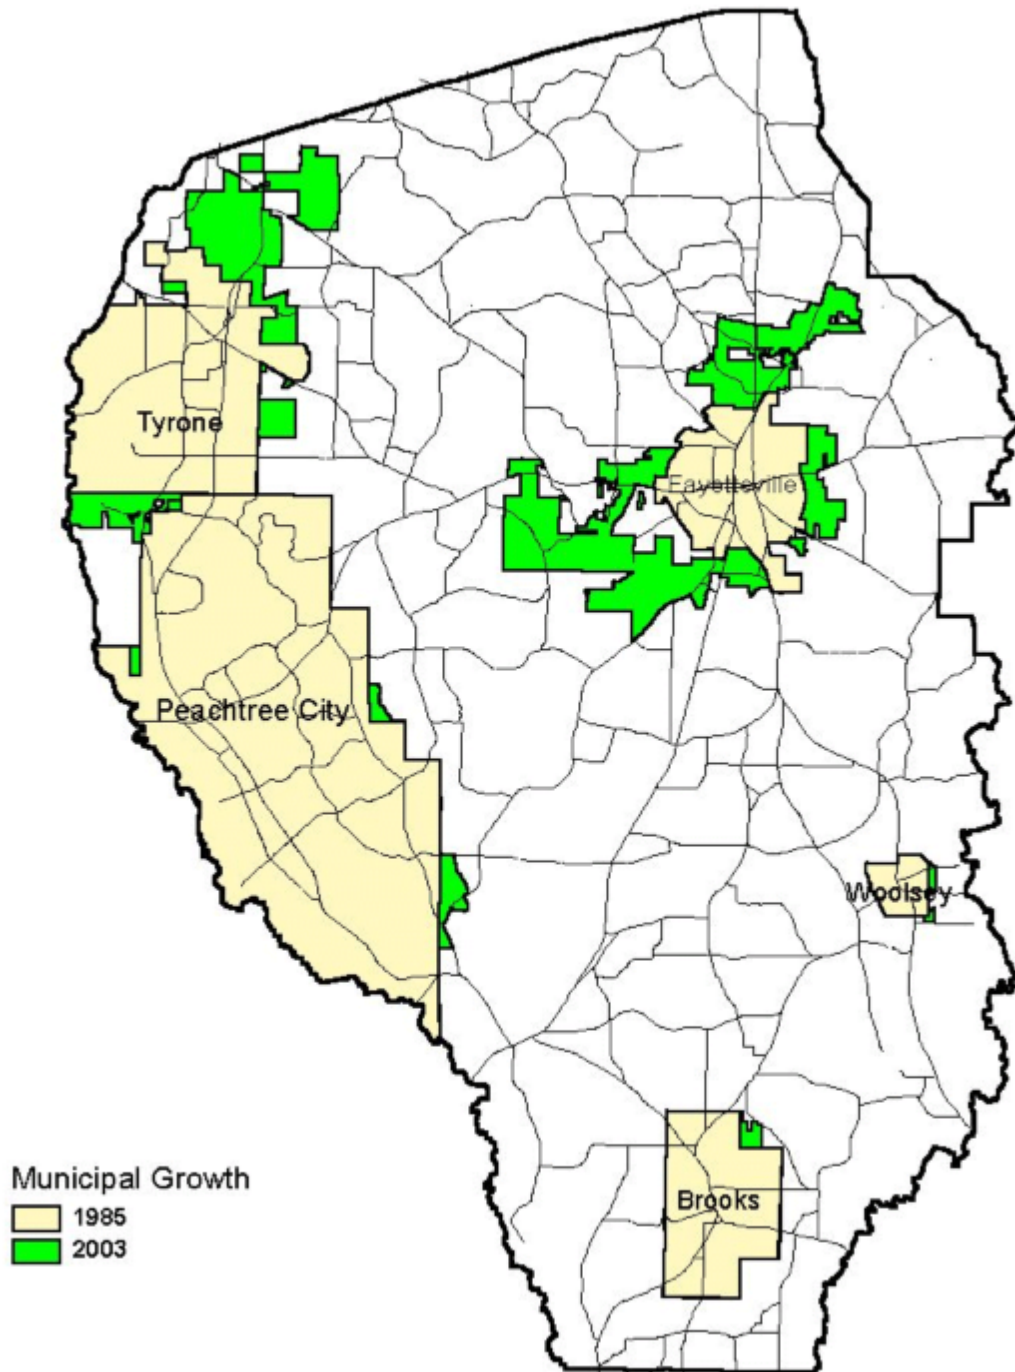 Tyrone
Fayetteville
Peachtree City
Woolsey
Brooks
Municipal Growth
1985
2003